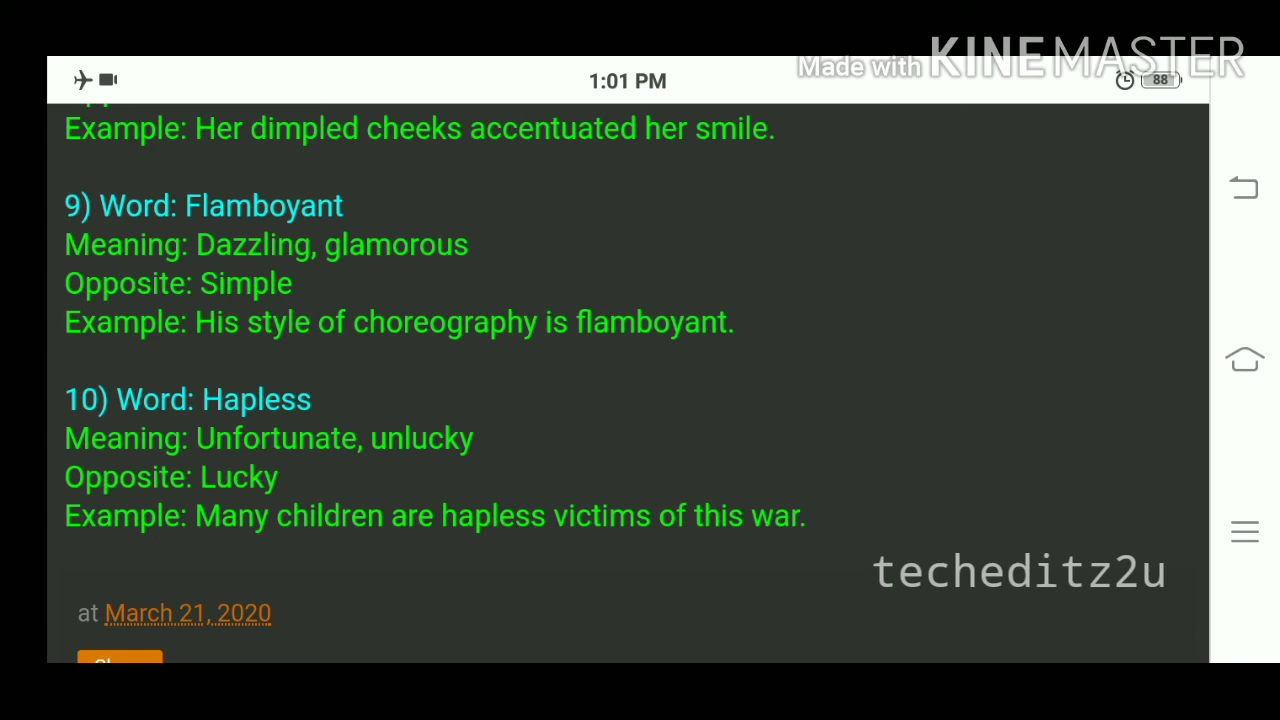 Made with KINEMASTER
1:01 PM
88
Example: Her dimpled cheeks accentuated her smile.
9) Word: Flamboyant
Meaning: Dazzling, glamorous
Opposite: Simple
Example: His style of choreography is flamboyant.
10) Word: Hapless
Meaning: Unfortunate, unlucky
Opposite: Lucky
Example: Many children are hapless victims of this war.
techeditz2u
at March 21, 2020